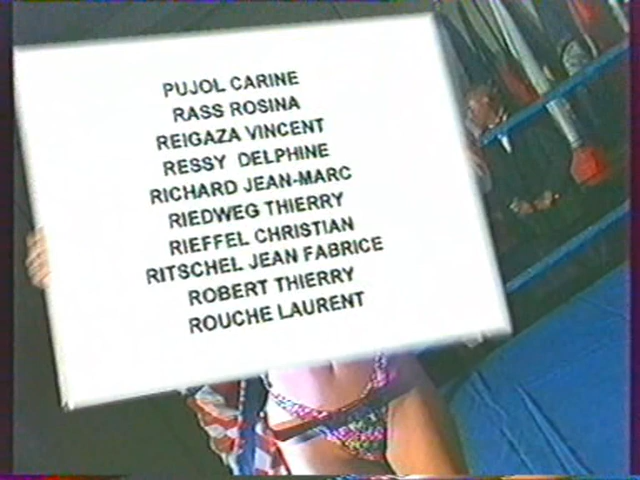 PUJOL CARINE
RASS ROSINA
REIGAZA VINCENT
RESSY DELPHINE
RICHARD JEAN-MARC
RIEDWEG THIERRY
RIEFFEL CHRISTIAN
RITSCHEL JEAN FABRICE
ROBERT THIERRY
ROUCHE LAURENT